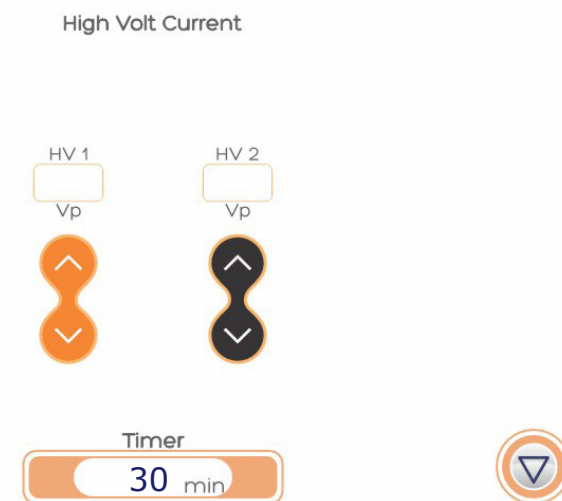 High Volt Current
HV 1 HV 2
Vp Vp
Timer
30 min